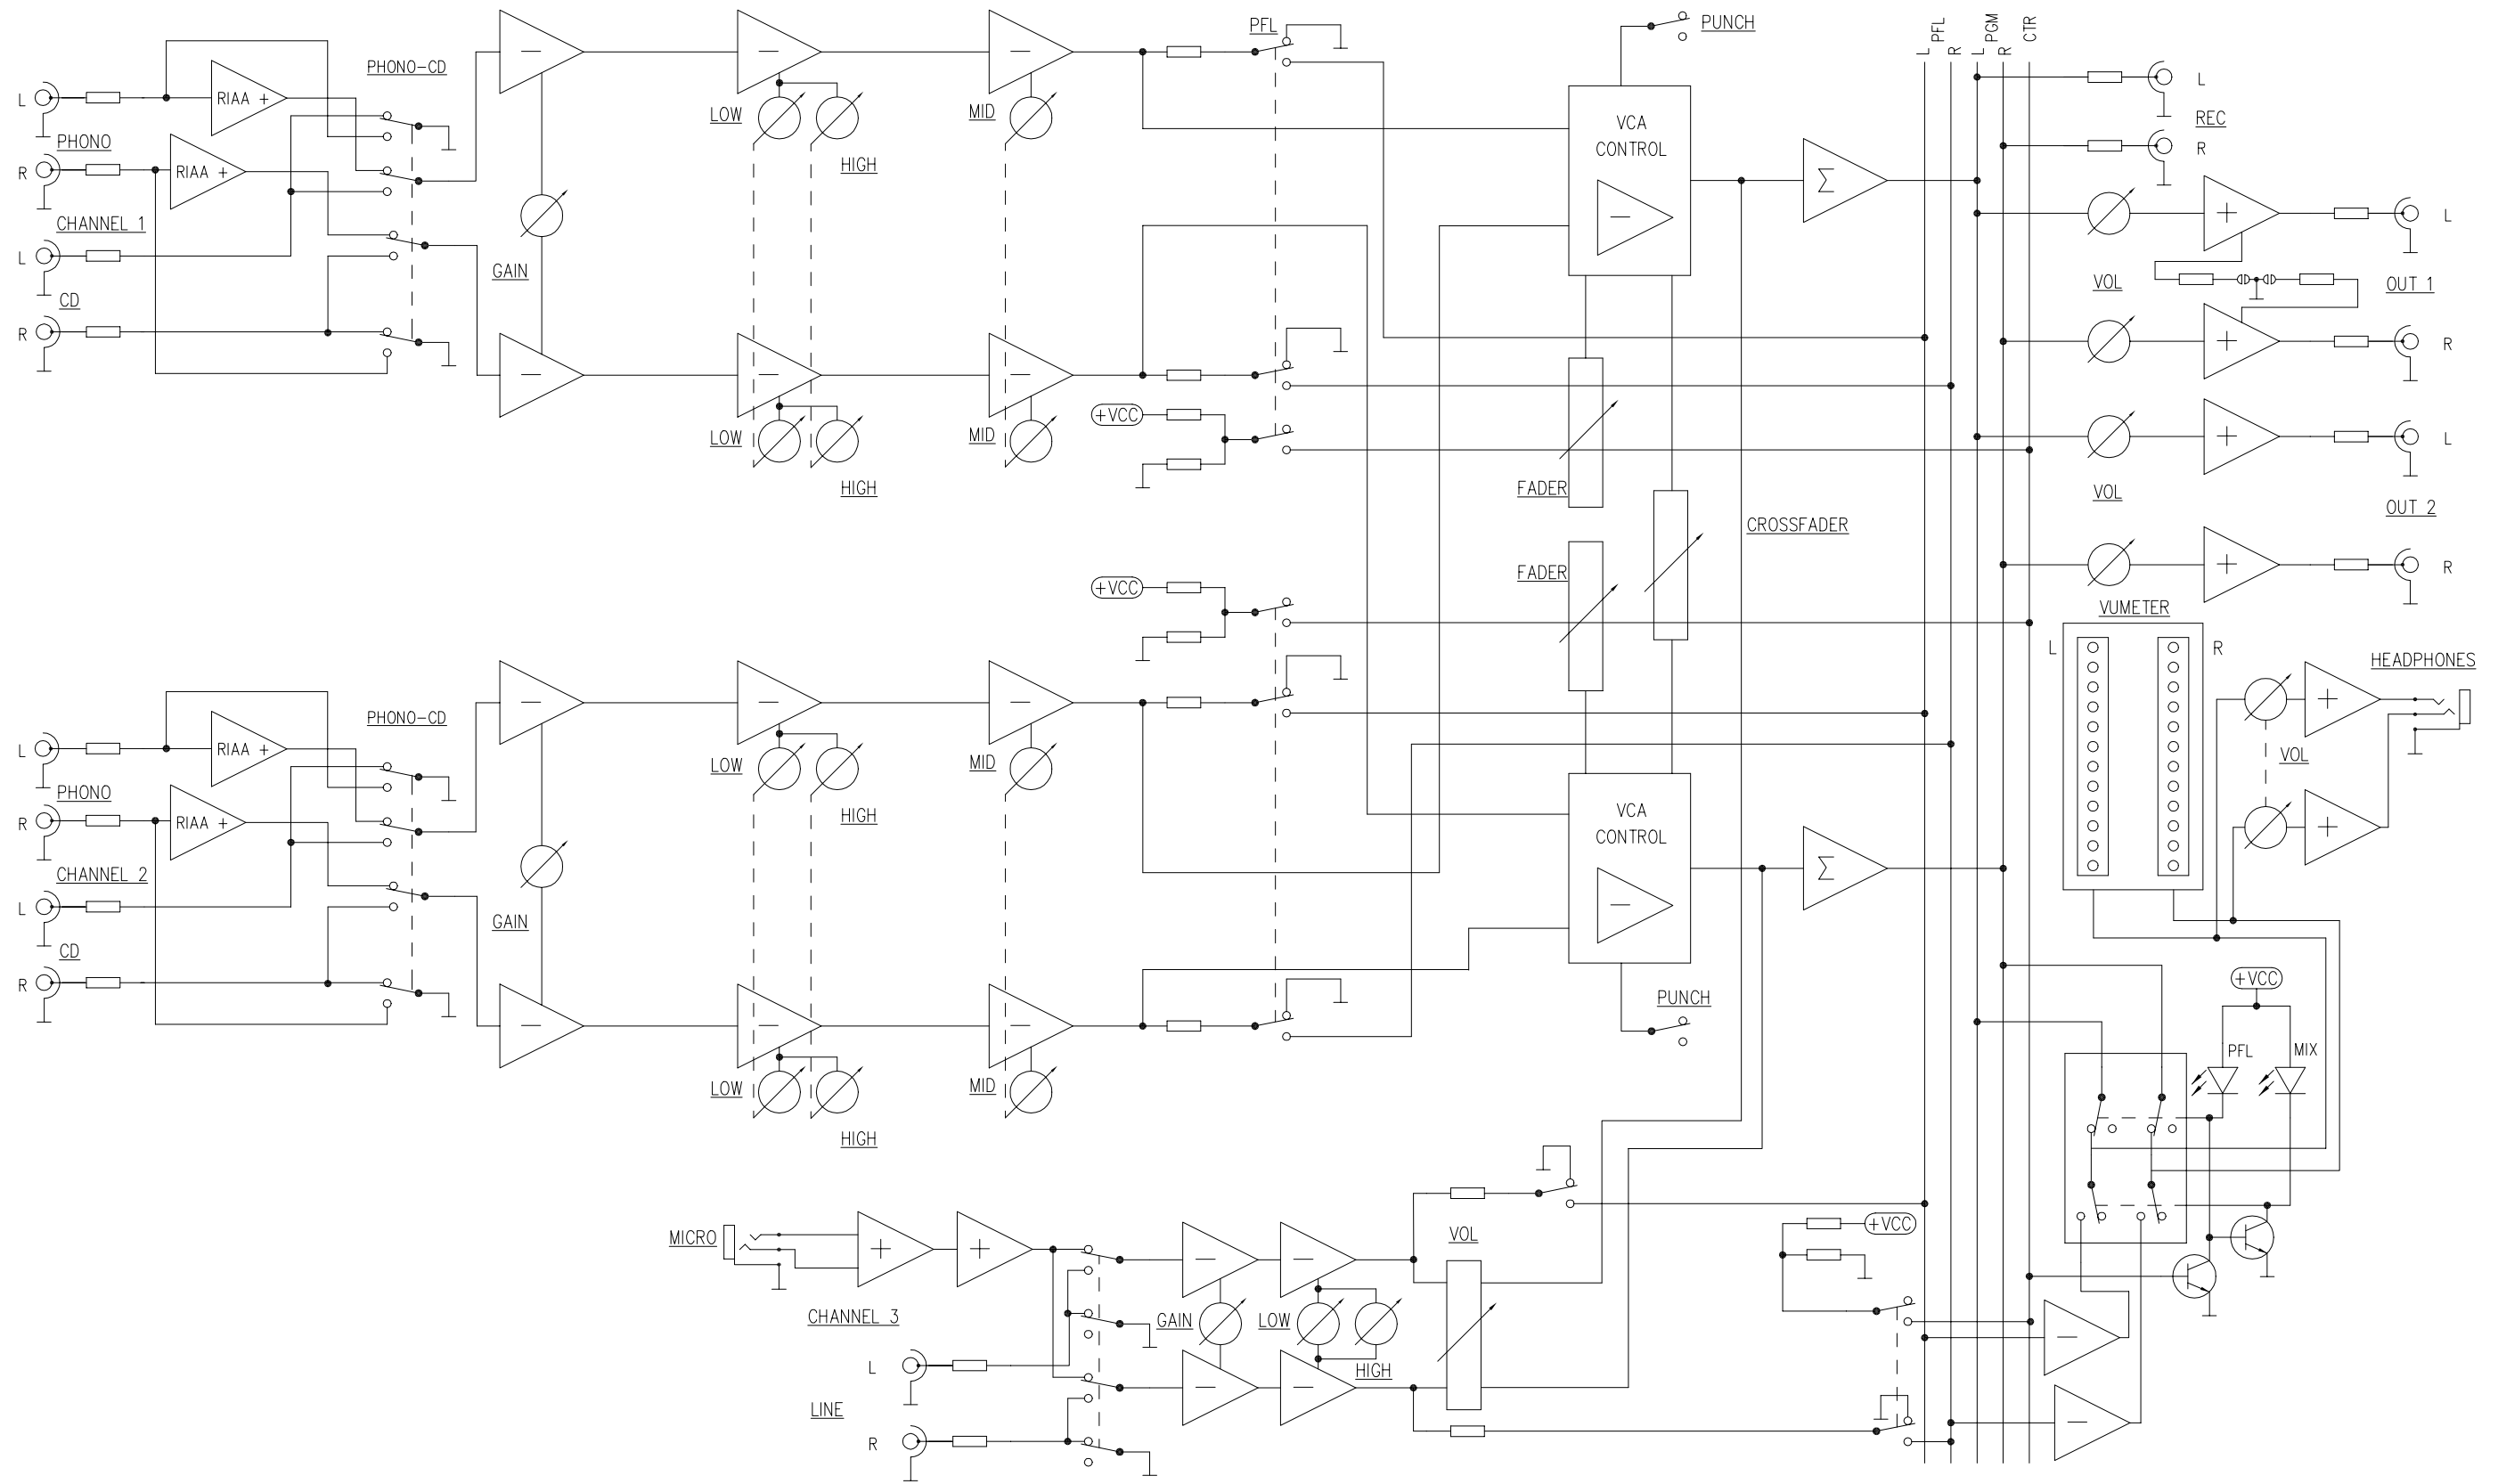 PFL
PUNCH
L
PFL
R
L
PGM
R
CTR
PHONO-CD
L
RIAA +
PHONO
R
RIAA +
CHANNEL 1
L
CD
R
GAIN
LOW
HIGH
MID
LOW
HIGH
MID
+VCC
VCA
CONTROL
FADER
CROSSFADER
FADER
L
REC
R
L
VOL
OUT 1
R
L
VOL
OUT 2
R
VUMETER
L
R
HEADPHONES
VOL
+VCC
PHONO-CD
L
RIAA +
PHONO
R
RIAA +
CHANNEL 2
L
CD
R
GAIN
LOW
HIGH
MID
LOW
HIGH
MID
VCA
CONTROL
PUNCH
+VCC
PFL
MIX
MICRO
CHANNEL 3
L
LINE
R
GAIN
LOW
HIGH
VOL
+VCC